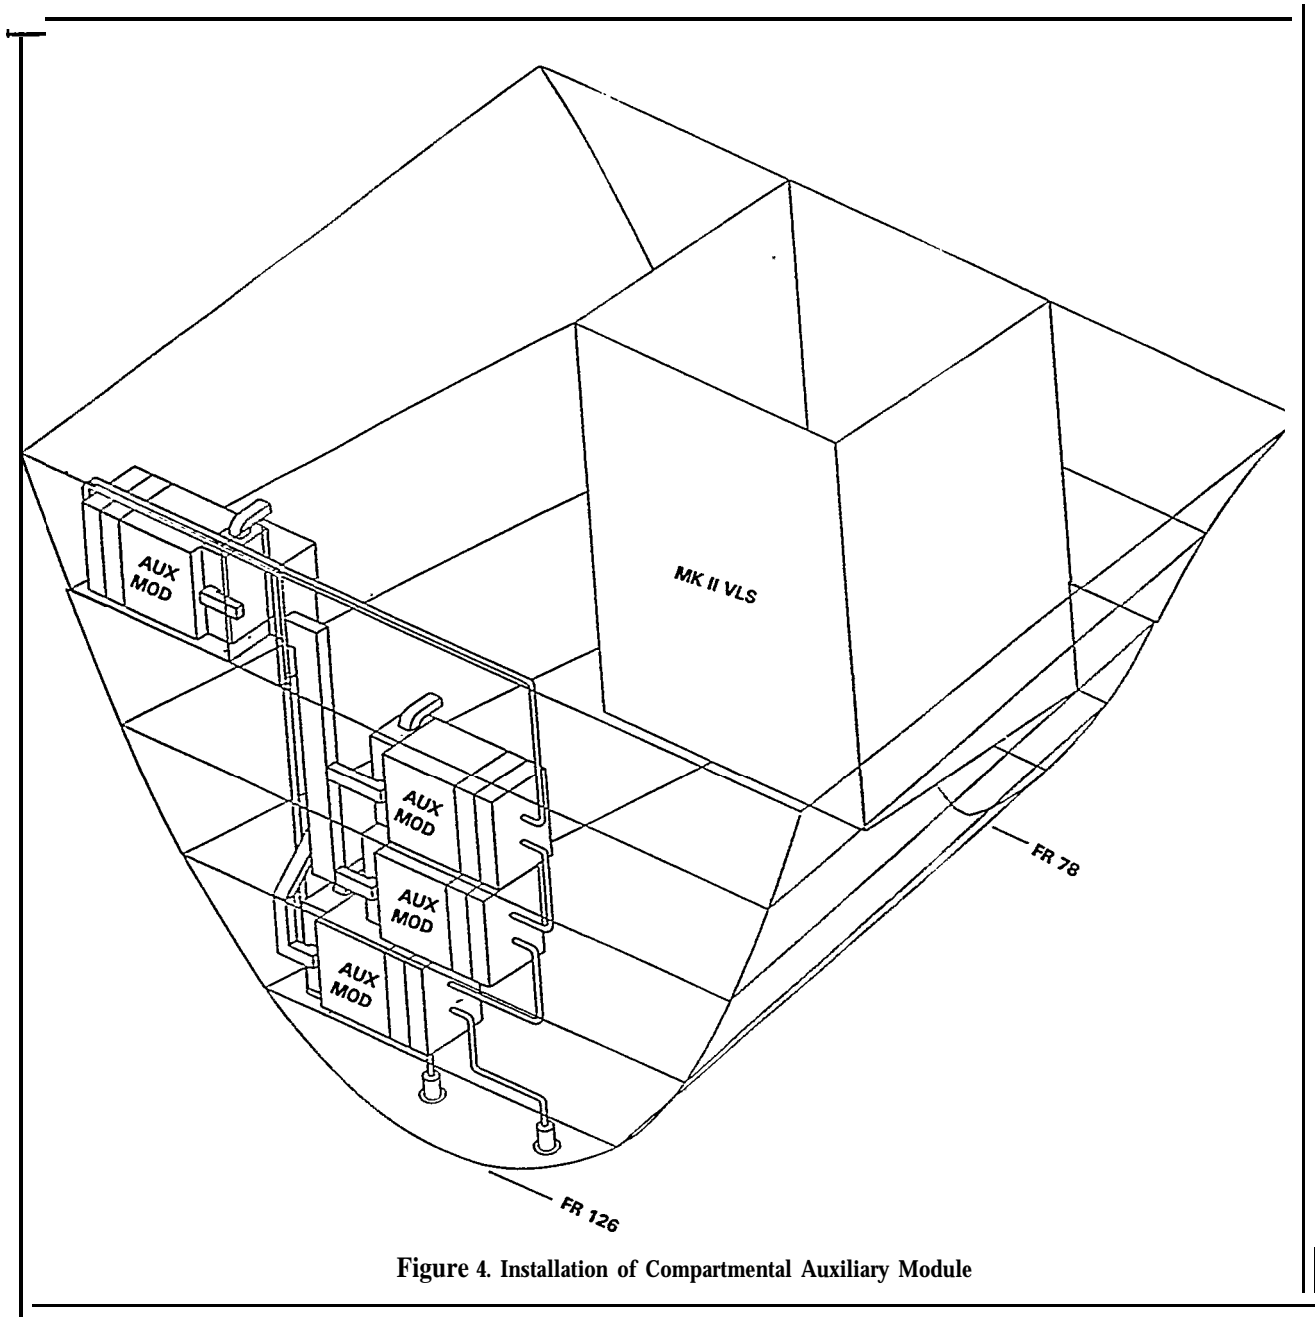 AUX
MOD
MK II VLS
AUX
MOD
AUX
MOD
AUX
MOD
FR 78
FR 126
Figure 4. Installation of Compartmental Auxiliary Module